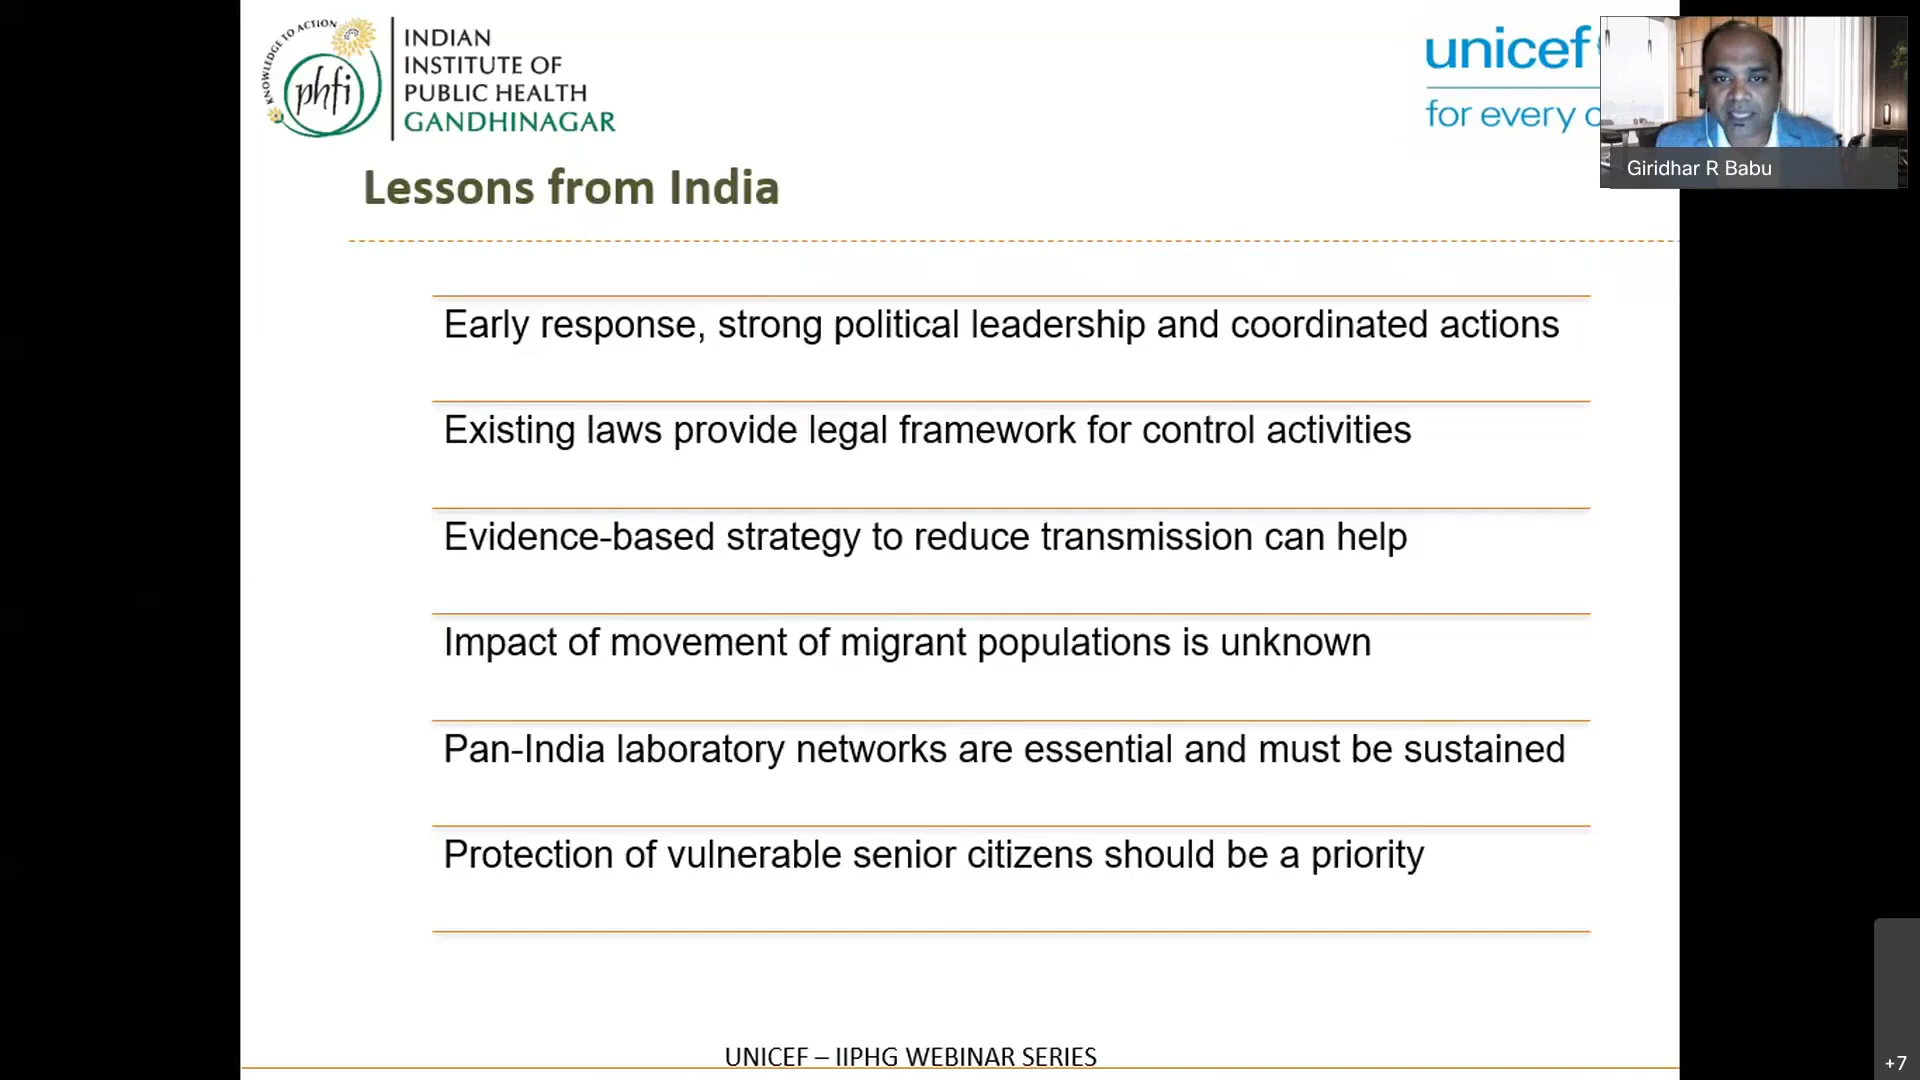 KNOWLEDGE TO ACTION
phfi
INDIAN
INSTITUTE OF
PUBLIC HEALTH
GANDHINAGAR
unicef
for every c
Giridhar R Babu
Lessons from India
Early response, strong political leadership and coordinated actions
Existing laws provide legal framework for control activities
Evidence-based strategy to reduce transmission can help
Impact of movement of migrant populations is unknown
Pan-India laboratory networks are essential and must be sustained
Protection of vulnerable senior citizens should be a priority
UNICEF – IIPHG WEBINAR SERIES
+7